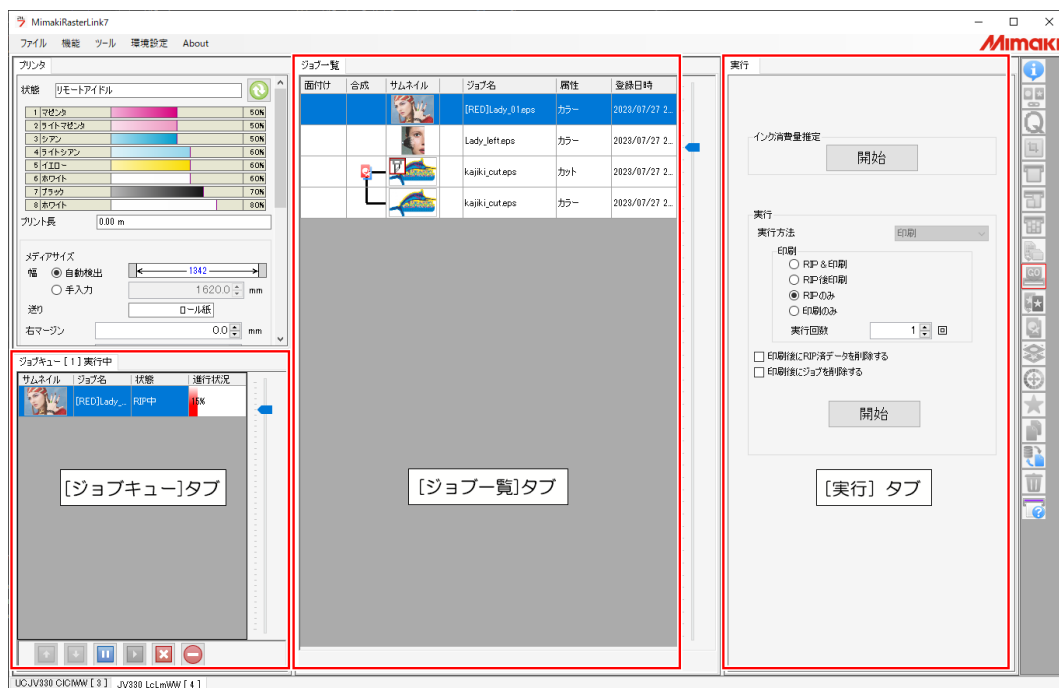 MimakiRasterLink7
ファイル 機能 ツール 環境設定 About
Mimaki
プリンタ
状態 リモートアイドル
1 マゼンタ 50%
2 ライトマゼンタ 50%
3 シアン 50%
4 ライトシアン 60%
5 イエロー 60%
6 ホワイト 60%
7 ブラック 70%
8 ホワイト 80%
プリント長 0.00 m
メディアサイズ
幅 自動検出 1342
手入力 1620.0 mm
送り ロール紙
右マージン 0.0 mm
ジョブキュー [ 1 ] 実行中
サムネイル ジョブ名 状態 進行状況
[RED]Lady_... RIP中 15%
[ジョブキュー]タブ
ジョブ一覧
面付け 合成 サムネイル ジョブ名 属性 登録日時
[RED]Lady_01.eps カラー 2023/07/27 2...
Lady_left.eps カラー 2023/07/27 2...
kajiki_cut.eps カット 2023/07/27 2...
kajiki_cut.eps カラー 2023/07/27 2...
[ジョブ一覧]タブ
実行
インク消費量推定
開始
実行
実行方法 印刷
印刷
RIP & 印刷
RIP後印刷
RIPのみ
印刷のみ
実行回数 1 回
印刷後にRIP済データを削除する
印刷後にジョブを削除する
開始
[実行] タブ
UCJV330 ClClWW [ 3 ] JV330 LcLmWW [ 4 ]